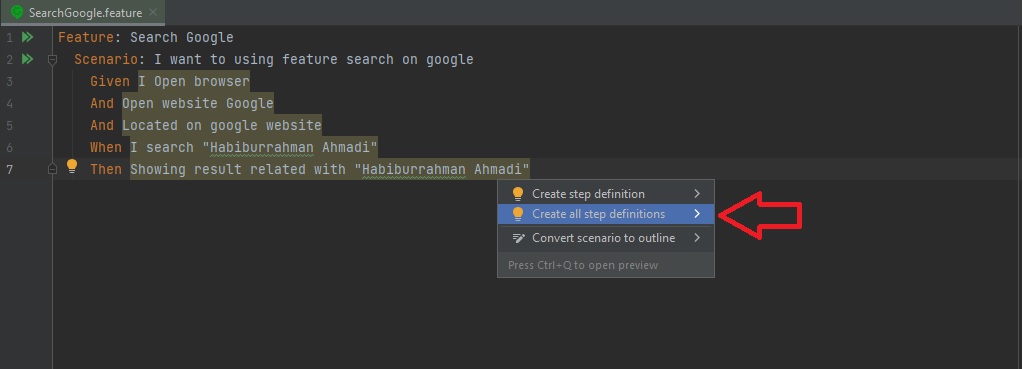 SearchGoogle.feature
1 Feature: Search Google
2 Scenario: I want to using feature search on google
3 Given I Open browser
4 And Open website Google
5 And Located on google website
6 When I search "Habiburrahman Ahmadi"
7 Then Showing result related with "Habiburrahman Ahmadi"
Create step definition
Create all step definitions
Convert scenario to outline
Press Ctrl+Q to open preview